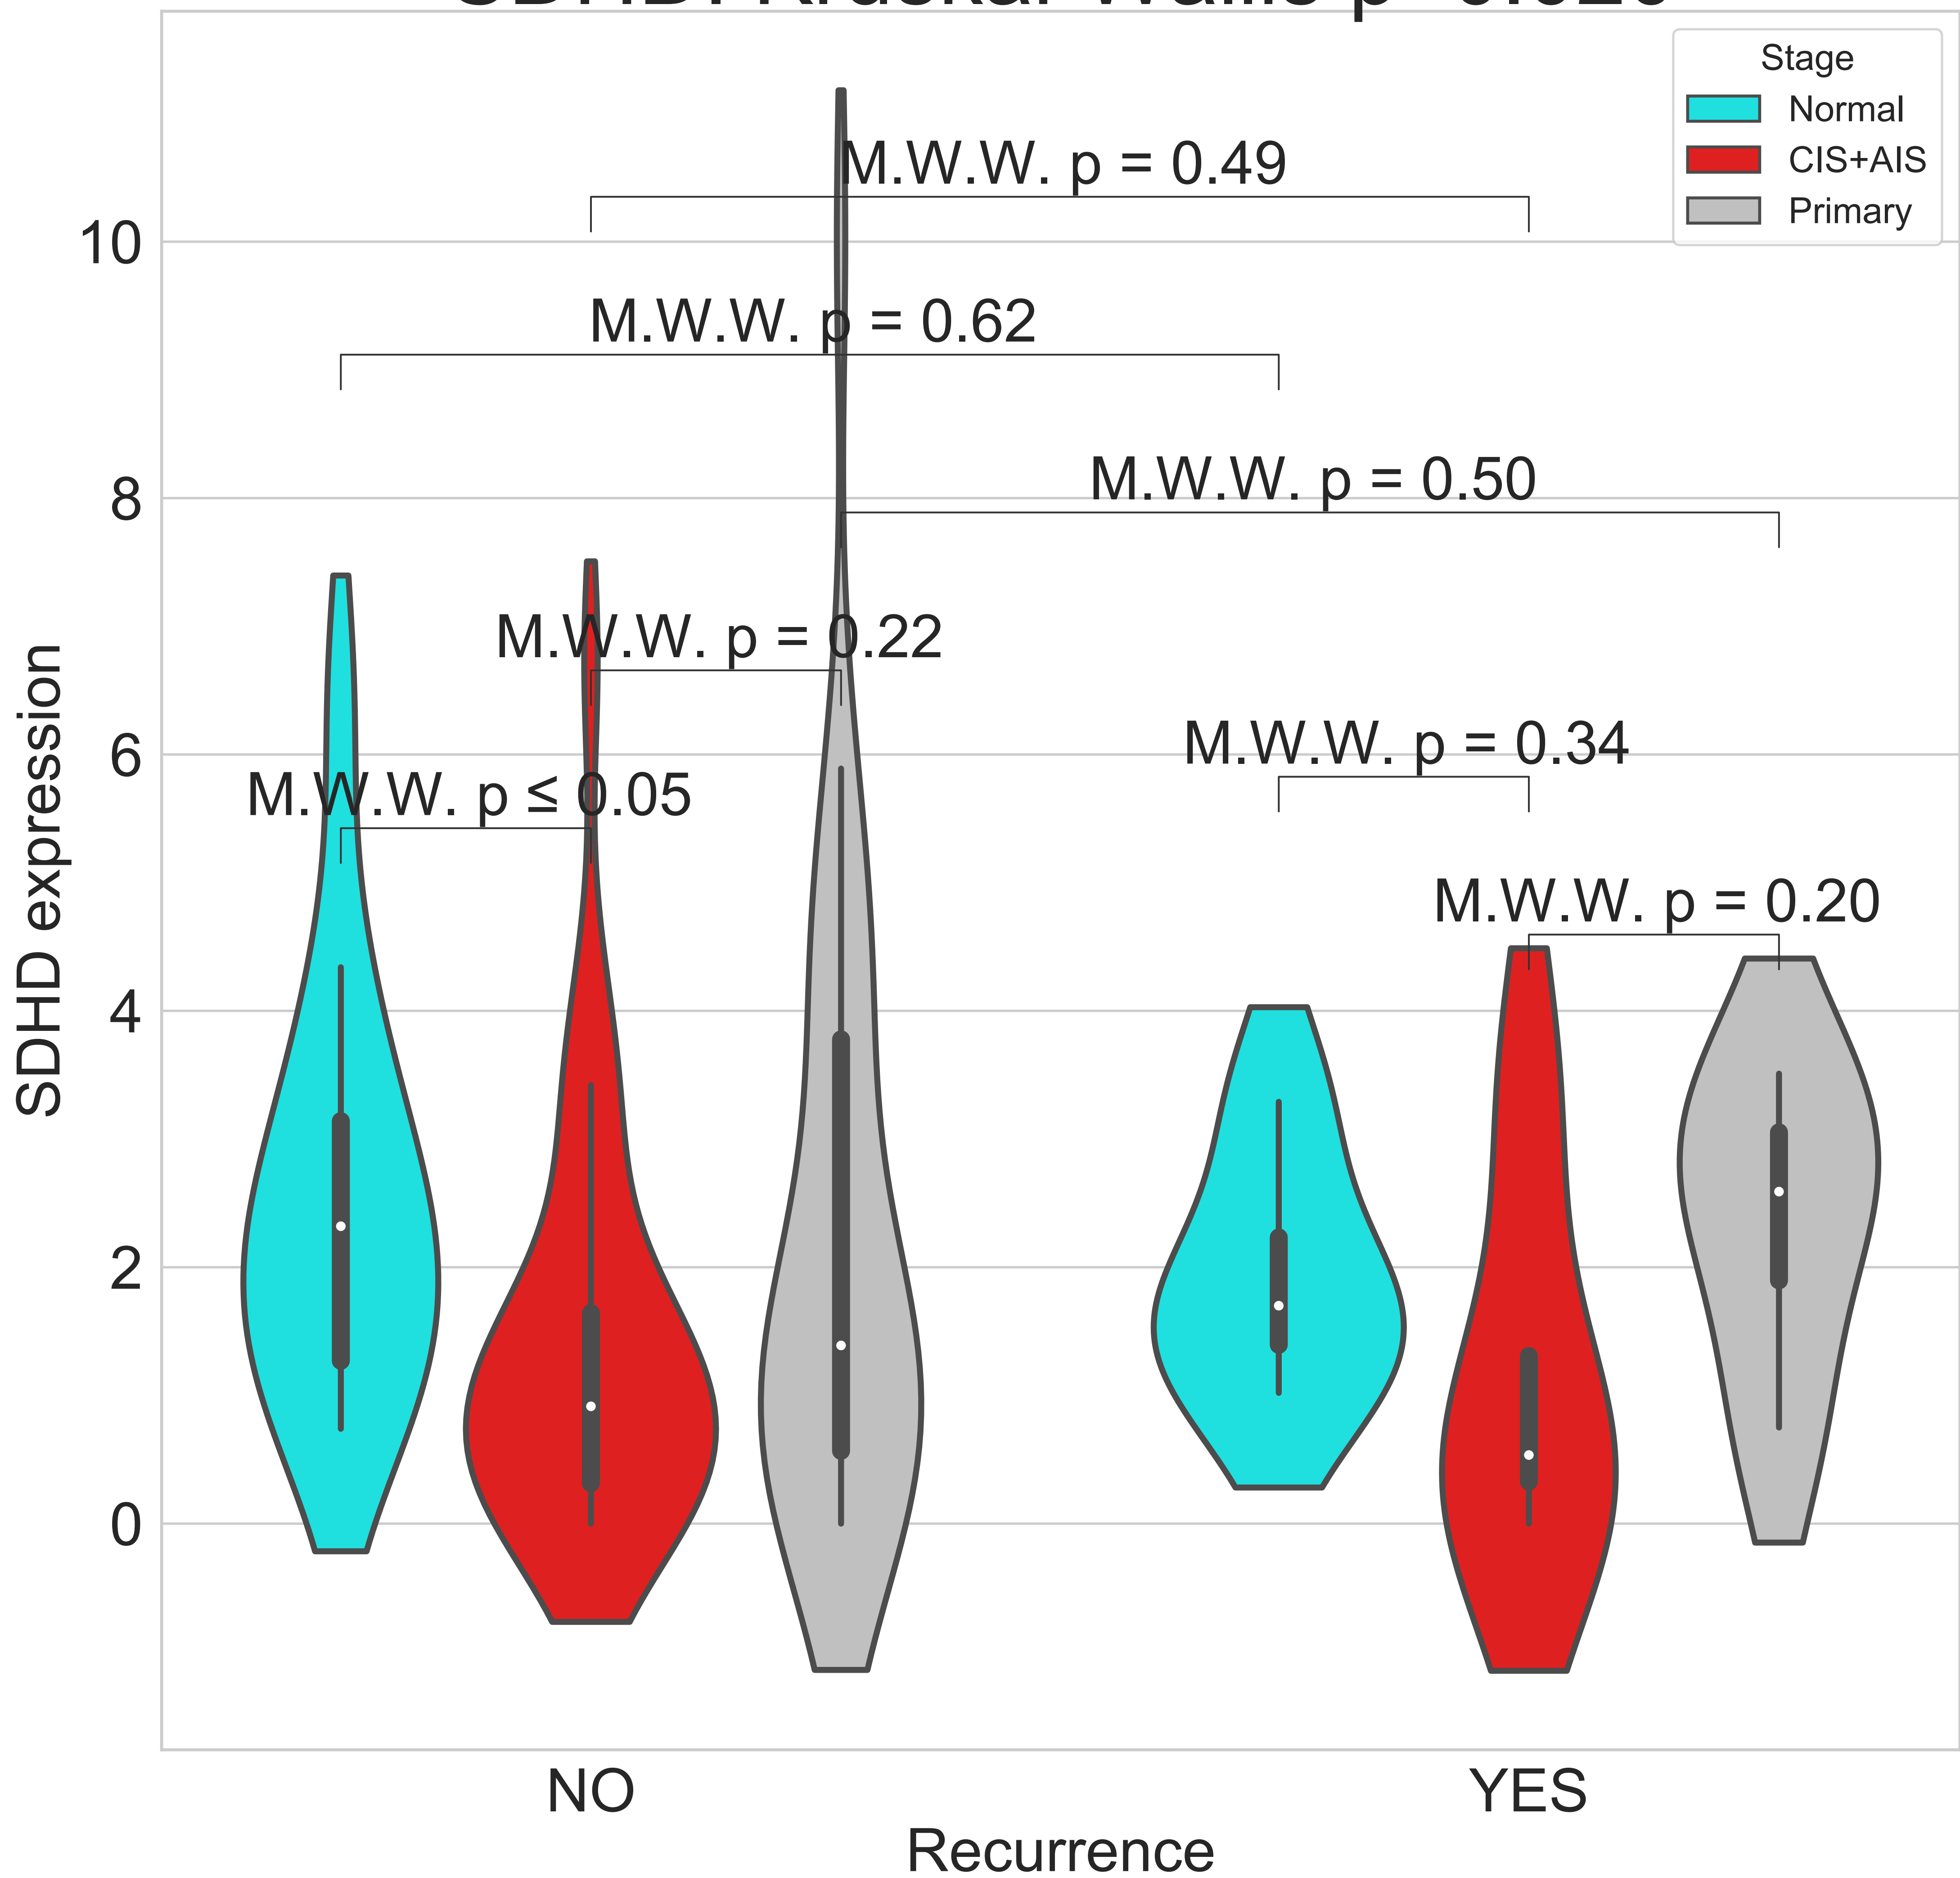 Stage
Normal
CIS+AIS
Primary
M.W.W. p = 0.49
10
M.W.W. p = 0.62
M.W.W. p = 0.50
8
M.W.W. p = 0.22
M.W.W. p = 0.34
6
M.W.W. p ≤ 0.05
M.W.W. p = 0.20
SDHD expression
4
2
0
NO
YES
Recurrence